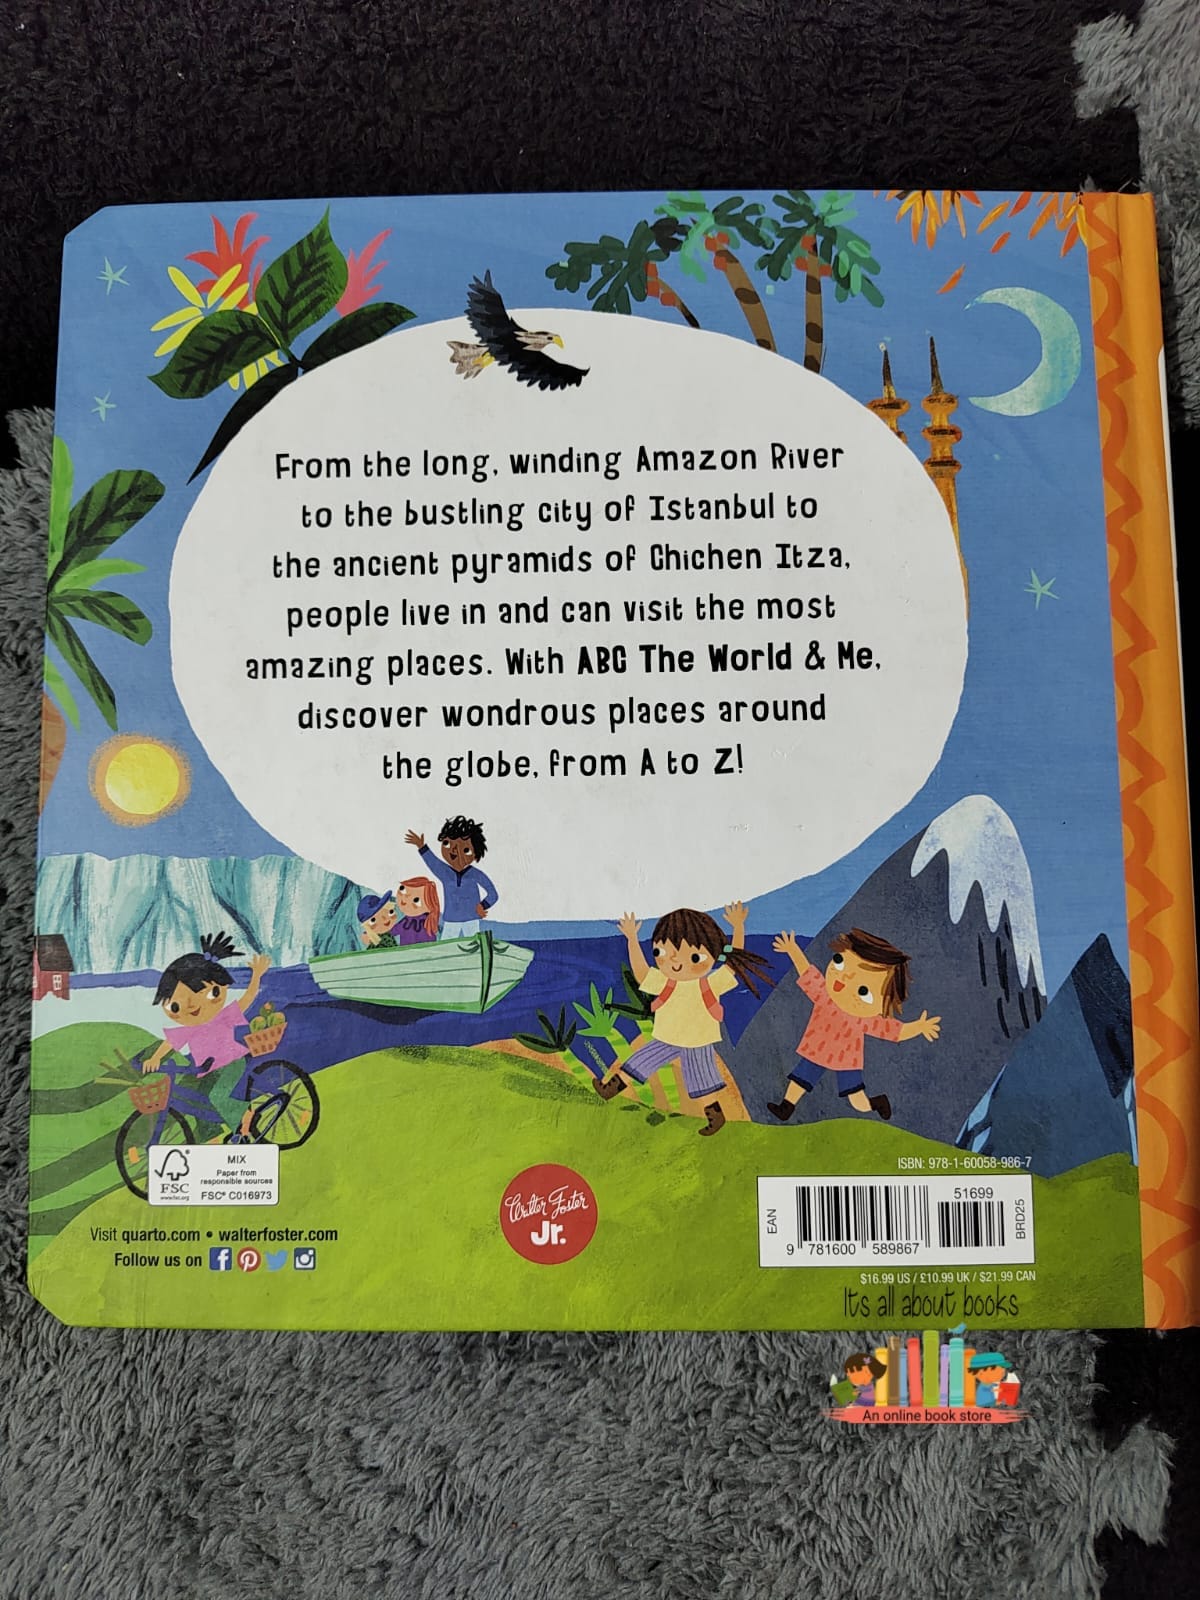 From the long, winding Amazon River
to the bustling city of Istanbul to
the ancient pyramids of Chichen Itza,
people live in and can visit the most
amazing places. With ABC The World & Me,
discover wondrous places around
the globe, from A to Z!
MIX
Paper from
responsible sources
FSC® C016973
FSC
www.fsc.org
Visit quarto.com • walterfoster.com
Follow us on
Walter Foster
Jr.
ISBN: 978-1-60058-986-7
EAN
51699
BRD25
9 781600 589867
$16.99 US / £10.99 UK / $21.99 CAN
Its all about books
An online book store